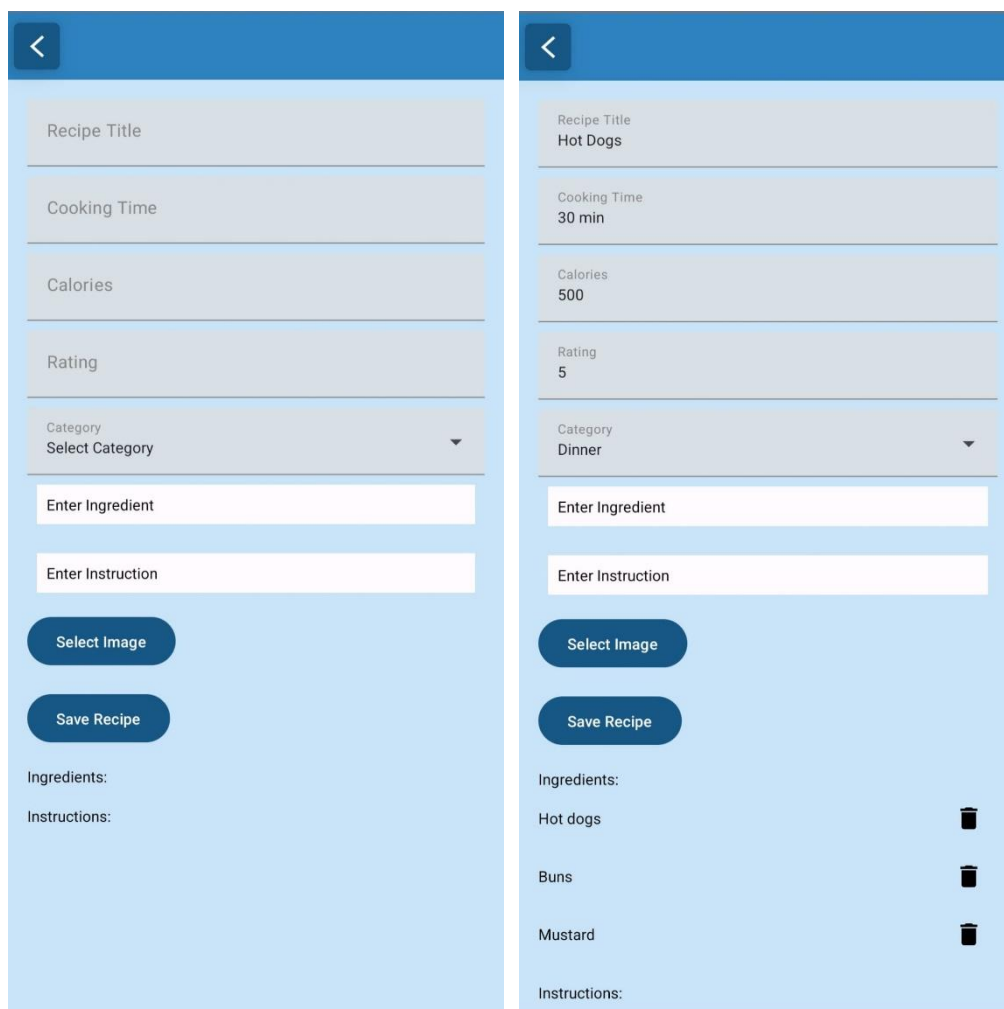 Recipe Title
Cooking Time
Calories
Rating
Category
Select Category
Enter Ingredient
Enter Instruction
Select Image
Save Recipe
Ingredients:
Instructions:
Recipe Title
Hot Dogs
Cooking Time
30 min
Calories
500
Rating
5
Category
Dinner
Enter Ingredient
Enter Instruction
Select Image
Save Recipe
Ingredients:
Hot dogs
Buns
Mustard
Instructions: